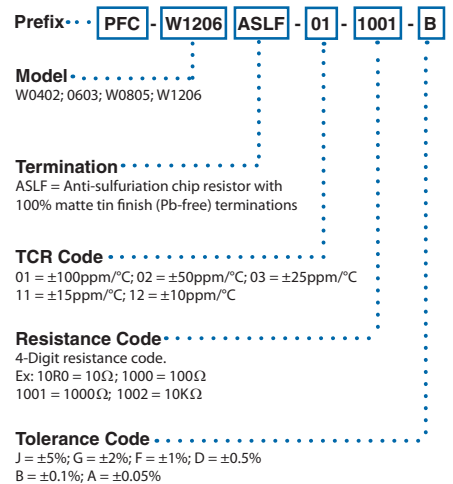 Prefix PFC - W1206 ASLF - 01 - 1001 - B
Model
W0402; 0603; W0805; W1206
Termination
ASLF = Anti-sulfuriation chip resistor with
100% matte tin finish (Pb-free) terminations
TCR Code
01 = ±100ppm/°C; 02 = ±50ppm/°C; 03 = ±25ppm/°C
11 = ±15ppm/°C; 12 = ±10ppm/°C
Resistance Code
4-Digit resistance code.
Ex: 10R0 = 10Ω; 1000 = 100Ω
1001 = 1000Ω; 1002 = 10KΩ
Tolerance Code
J = ±5%; G = ±2%; F = ±1%; D = ±0.5%
B = ±0.1%; A = ±0.05%